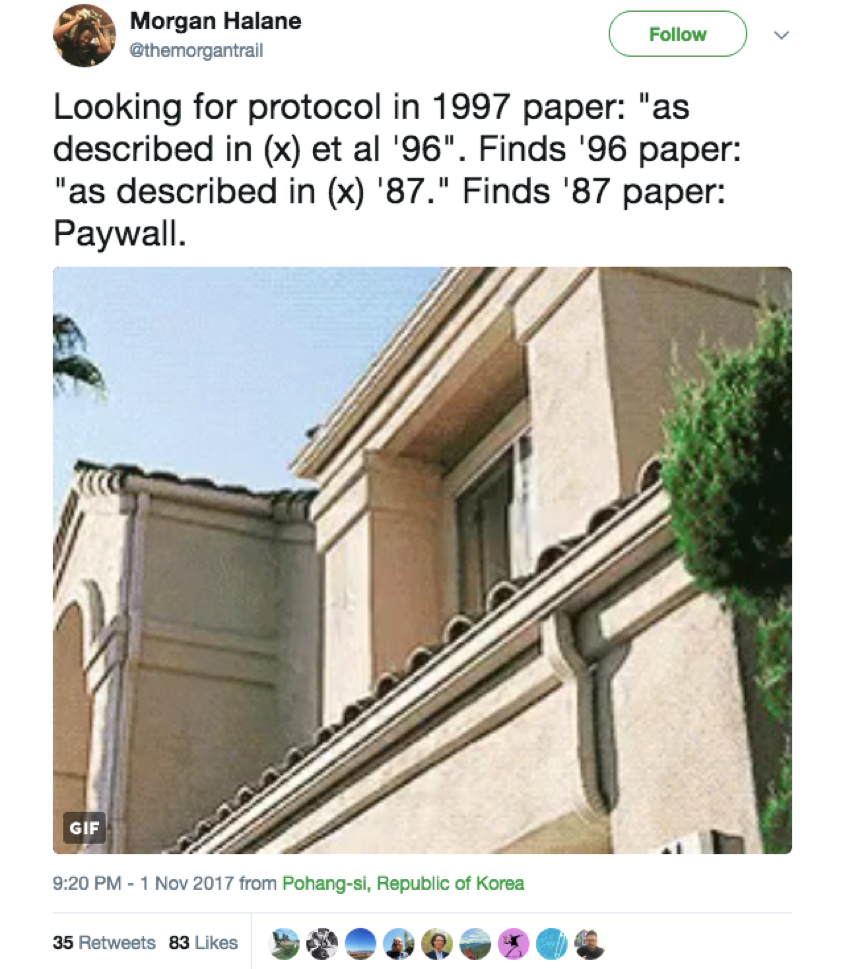 Morgan Halane
@themorgantrail
Follow
Looking for protocol in 1997 paper: "as
described in (x) et al '96". Finds '96 paper:
"as described in (x) '87." Finds '87 paper:
Paywall.
GIF
9:20 PM - 1 Nov 2017 from Pohang-si, Republic of Korea
35 Retweets 83 Likes